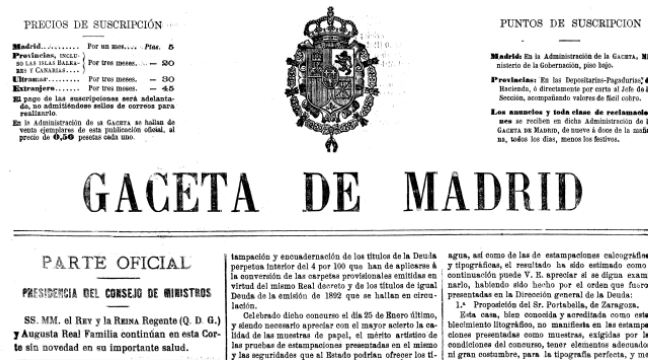 PRECIOS DE SUSCRIPCIÓN
Madrid........... Por un mes.... Ptas. 5
Provincias, INCLUSO LAS ISLAS BALEARES Y CANARIAS.... Por tres meses. — 20
Ultramar........ Por tres meses. — 30
Extranjero....... Por tres meses. — 45
El pago de las suscripciones será adelantado, no admitiéndose sellos de correos para realizarlo.
En la Administración de la GACETA se hallan de
venta ejemplares de esta publicación oficial, al
precio de 0,50 pesetas cada uno.
PUNTOS DE SUSCRIPCION
Madrid: En la Administración de la GACETA,
nisterio de la Gobernación, piso bajo.
Provincias: En las Depositarías-Pagadurías
Hacienda, ó directamente por carta al Jefe de
Sección, acompañando valores de fácil cobro.
Los anuncios y toda clase de reclamacio-
nes se reciben en dicha Administración de
GACETA DE MADRID, de nueve á doce de la maña-
na, todos los días, menos los festivos.
GACETA DE MADRID
PARTE OFICIAL
PRESIDENCIA DEL CONSEJO DE MINISTROS
SS. MM. el REY y la REINA Regente (Q. D. G.)
y Augusta Real Familia continúan en esta Cor-
te sin novedad en su importante salud.
tampación y encuadernación de los títulos de la Deuda
perpetua Interior del 4 por 100 que han de aplicarse á
la conversión de las carpetas provisionales emitidas en
virtud del mismo Real decreto y de los títulos de igual
Deuda de la emisión de 1892 que se hallan en circu-
lación.
Celebrado dicho concurso el día 25 de Enero último,
y siendo necesario apreciar con el mayor acierto la ca-
lidad de las muestras de papel, el mérito artístico de
las pruebas de estampaciones presentadas en el mismo
y las seguridades que al Estado podrían ofrecer los tí-
agua, así como de las de estampaciones calcográficas
y tipográficas, el resultado ha sido estimado como
continuación puede V. E. apreciar si se digna exam
nar, habiendo sido hecho por el orden que fueron
presentadas en la Dirección general de la Deuda:
1.ª Proposición del Sr. Portabella, de Zaragoza.
Esta casa, bien conocida y acreditada como esta-
blecimiento litográfico, no manifiesta en las estampa
ciones presentadas como muestras, exigidas por la
condiciones del concurso, tener elementos adecuados
ni gran costumbre, para la tipografía perfecta, y me